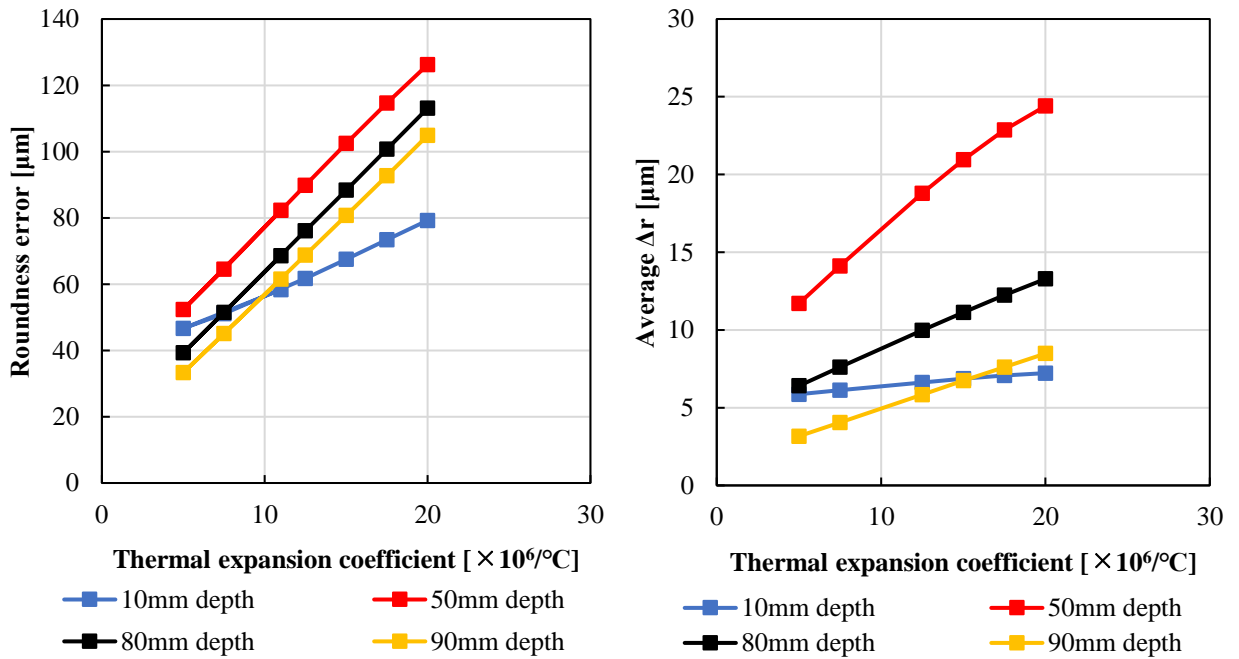 Roundness error [μm]
140
120
100
80
60
40
20
0
0 10 20 30
Thermal expansion coefficient [×10⁶/°C]
10mm depth 50mm depth
80mm depth 90mm depth
Average Δr [μm]
30
25
20
15
10
5
0
0 10 20 30
Thermal expansion coefficient [×10⁶/°C]
10mm depth 50mm depth
80mm depth 90mm depth